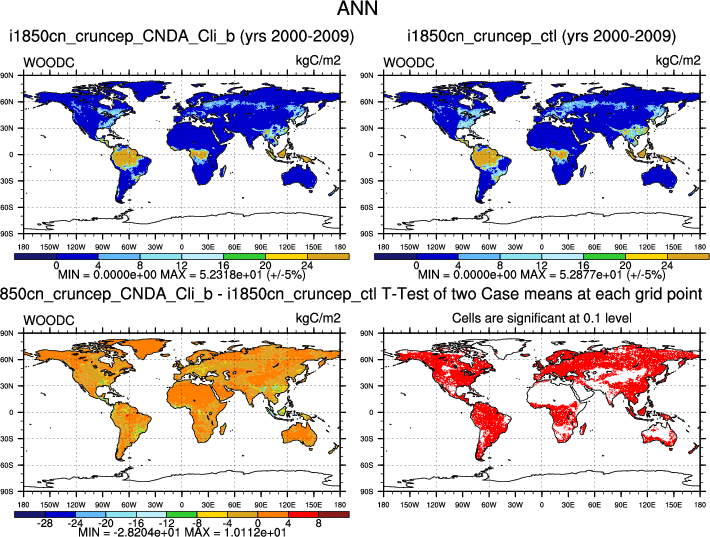 ANN
i1850cn_cruncep_CNDA_Cli_b (yrs 2000-2009)
i1850cn_cruncep_ctl (yrs 2000-2009)
WOODC kgC/m2
WOODC kgC/m2
90N
60N
30N
0
30S
60S
90S
180 150W 120W 90W 60W 30W 0 30E 60E 90E 120E 150E 180
0 4 8 12 16 20 24
MIN = 0.0000e+00 MAX = 5.2318e+01 (+/-5%)
90N
60N
30N
0
30S
60S
90S
180 150W 120W 90W 60W 30W 0 30E 60E 90E 120E 150E 180
0 4 8 12 16 20 24
MIN = 0.0000e+00 MAX = 5.2877e+01 (+/-5%)
850cn_cruncep_CNDA_Cli_b - i1850cn_cruncep_ctl
T-Test of two Case means at each grid point
WOODC kgC/m2
Cells are significant at 0.1 level
90N
60N
30N
0
30S
60S
90S
180 150W 120W 90W 60W 30W 0 30E 60E 90E 120E 150E 180
-28 -24 -20 -16 -12 -8 -4 0 4 8
MIN = -2.8204e+01 MAX = 1.0112e+01
90N
60N
30N
0
30S
60S
90S
180 150W 120W 90W 60W 30W 0 30E 60E 90E 120E 150E 180